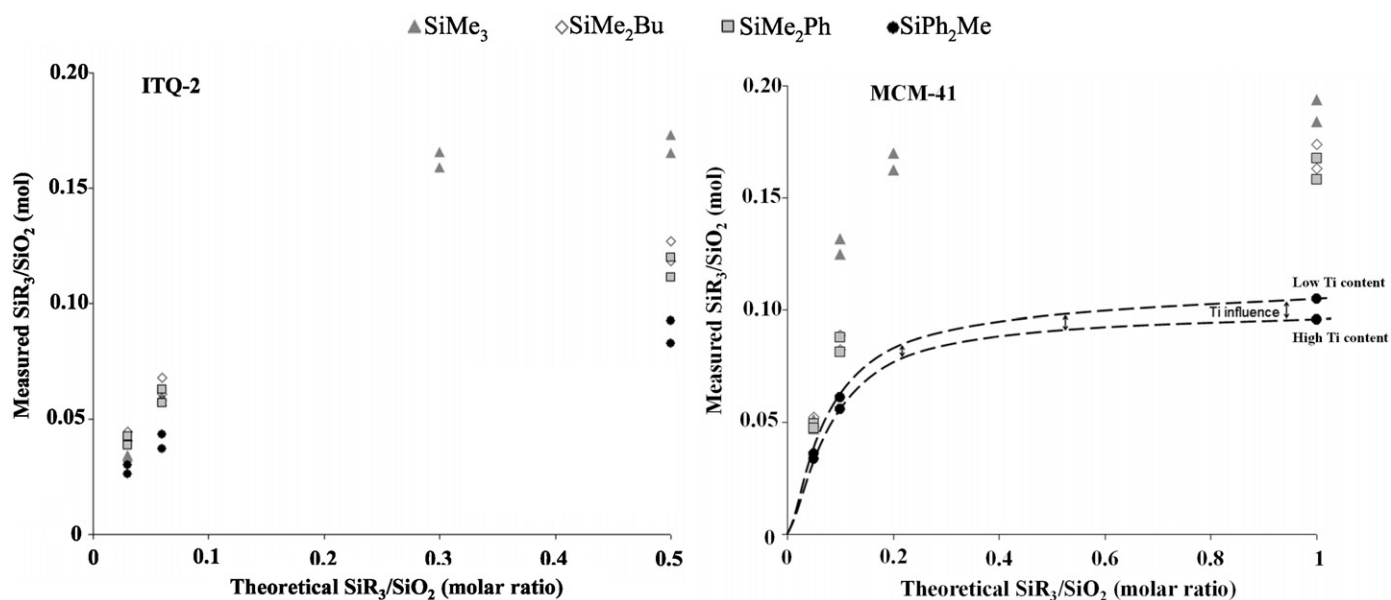 SiMe₃ SiMe₂Bu SiMe₂Ph SiPh₂Me
ITQ-2
Measured SiR₃/SiO₂ (mol)
0.20
0.15
0.10
0.05
0
0 0.1 0.2 0.3 0.4 0.5
Theoretical SiR₃/SiO₂ (molar ratio)
MCM-41
Measured SiR₃/SiO₂ (mol)
0.20
0.15
0.10
0.05
0
Low Ti content
Ti influence
High Ti content
0 0.2 0.4 0.6 0.8 1
Theoretical SiR₃/SiO₂ (molar ratio)